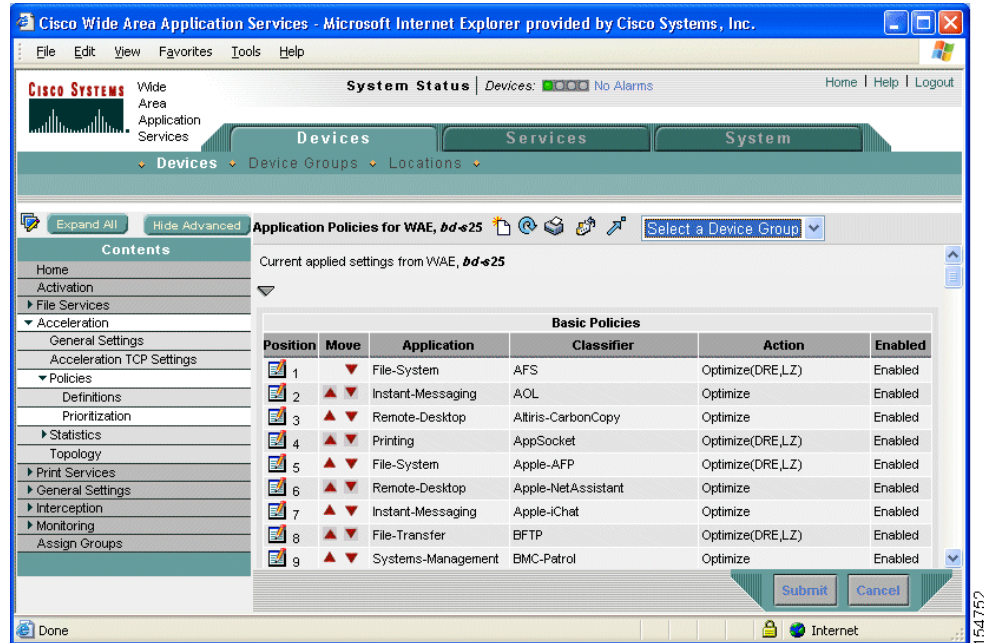 Cisco Wide Area Application Services - Microsoft Internet Explorer provided by Cisco Systems, Inc.
File Edit View Favorites Tools Help
CISCO SYSTEMS
Wide
Area
Application
Services
System Status | Devices: No Alarms
Home | Help | Logout
Devices Services System
Devices Device Groups Locations
Expand All Hide Advanced
Application Policies for WAE, bd-s25
Select a Device Group
Contents
Home
Activation
File Services
Acceleration
General Settings
Acceleration TCP Settings
Policies
Definitions
Prioritization
Statistics
Topology
Print Services
General Settings
Interception
Monitoring
Assign Groups
Current applied settings from WAE, bd-s25
Basic Policies
Position Move Application Classifier Action Enabled
1 File-System AFS Optimize(DRE,LZ) Enabled
2 Instant-Messaging AOL Optimize Enabled
3 Remote-Desktop Altiris-CarbonCopy Optimize Enabled
4 Printing AppSocket Optimize(DRE,LZ) Enabled
5 File-System Apple-AFP Optimize(DRE,LZ) Enabled
6 Remote-Desktop Apple-NetAssistant Optimize Enabled
7 Instant-Messaging Apple-iChat Optimize Enabled
8 File-Transfer BFTP Optimize(DRE,LZ) Enabled
9 Systems-Management BMC-Patrol Optimize Enabled
Submit Cancel
Done
Internet
154752